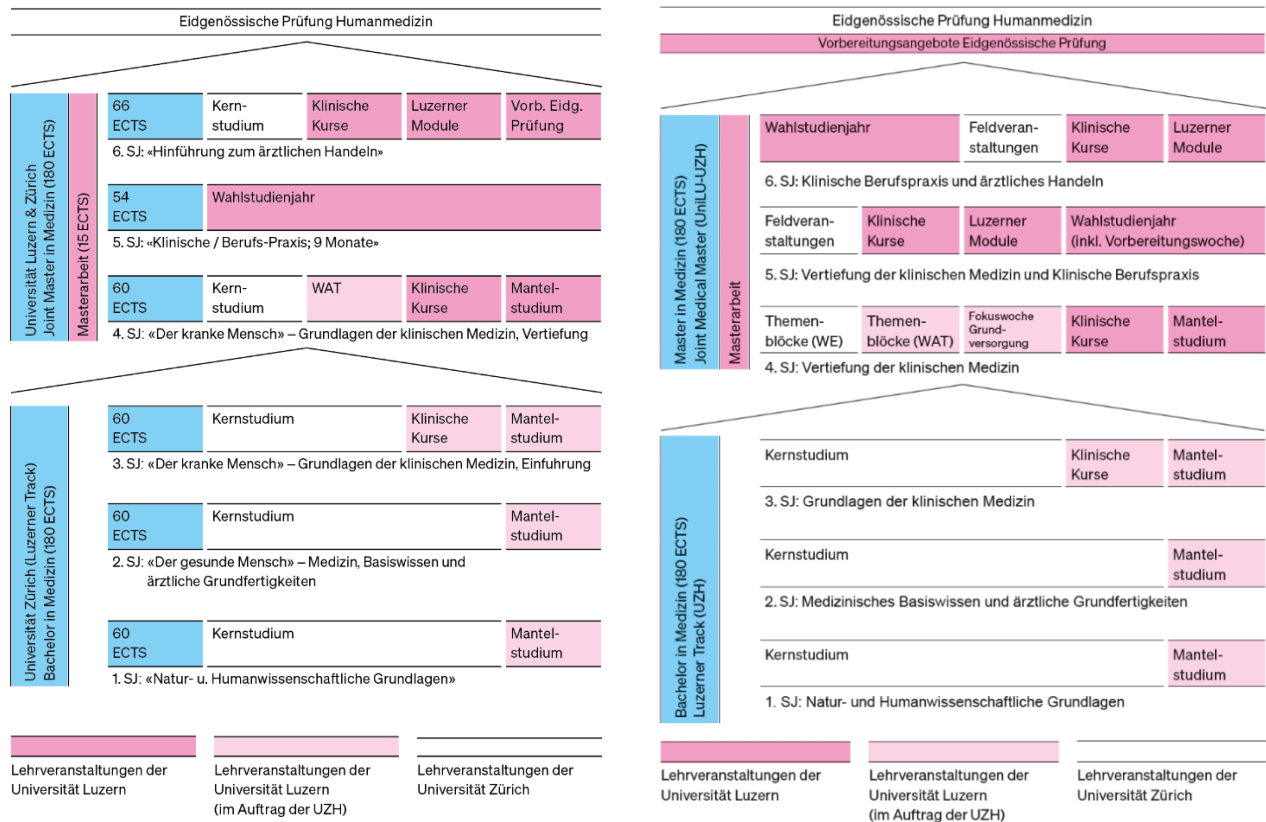 Eidgenössische Prüfung Humanmedizin
Universität Luzern & Zürich
Joint Master in Medizin (180 ECTS)
Masterarbeit (15 ECTS)
66
ECTS
Kern-
studium
Klinische
Kurse
Luzerner
Module
Vorb. Eidg.
Prüfung
6. SJ: «Hinführung zum ärztlichen Handeln»
54
ECTS
Wahlstudienjahr
5. SJ: «Klinische / Berufs-Praxis; 9 Monate»
60
ECTS
Kern-
studium
WAT
Klinische
Kurse
Mantel-
studium
4. SJ: «Der kranke Mensch» – Grundlagen der klinischen Medizin, Vertiefung
Universität Zürich (Luzerner Track)
Bachelor in Medizin (180 ECTS)
60
ECTS
Kernstudium
Klinische
Kurse
Mantel-
studium
3. SJ: «Der kranke Mensch» – Grundlagen der klinischen Medizin, Einfuhrung
60
ECTS
Kernstudium
Mantel-
studium
2. SJ: «Der gesunde Mensch» – Medizin, Basiswissen und
ärztliche Grundfertigkeiten
60
ECTS
Kernstudium
Mantel-
studium
1. SJ: «Natur- u. Humanwissenschaftliche Grundlagen»
Lehrveranstaltungen der
Universität Luzern
Lehrveranstaltungen der
Universität Luzern
(im Auftrag der UZH)
Lehrveranstaltungen der
Universität Zürich
Eidgenössische Prüfung Humanmedizin
Vorbereitungsangebote Eidgenössische Prüfung
Master in Medizin (180 ECTS)
Joint Medical Master (UniLU-UZH)
Masterarbeit
Wahlstudienjahr
Feldveran-
staltungen
Klinische
Kurse
Luzerner
Module
6. SJ: Klinische Berufspraxis und ärztliches Handeln
Feldveran-
staltungen
Klinische
Kurse
Luzerner
Module
Wahlstudienjahr
(inkl. Vorbereitungswoche)
5. SJ: Vertiefung der klinischen Medizin und Klinische Berufspraxis
Themen-
blöcke (WE)
Themen-
blöcke (WAT)
Fokuswoche
Grund-
versorgung
Klinische
Kurse
Mantel-
studium
4. SJ: Vertiefung der klinischen Medizin
Bachelor in Medizin (180 ECTS)
Luzerner Track (UZH)
Kernstudium
Klinische
Kurse
Mantel-
studium
3. SJ: Grundlagen der klinischen Medizin
Kernstudium
Mantel-
studium
2. SJ: Medizinisches Basiswissen und ärztliche Grundfertigkeiten
Kernstudium
Mantel-
studium
1. SJ: Natur- und Humanwissenschaftliche Grundlagen
Lehrveranstaltungen der
Universität Luzern
Lehrveranstaltungen der
Universität Luzern
(im Auftrag der UZH)
Lehrveranstaltungen der
Universität Zürich